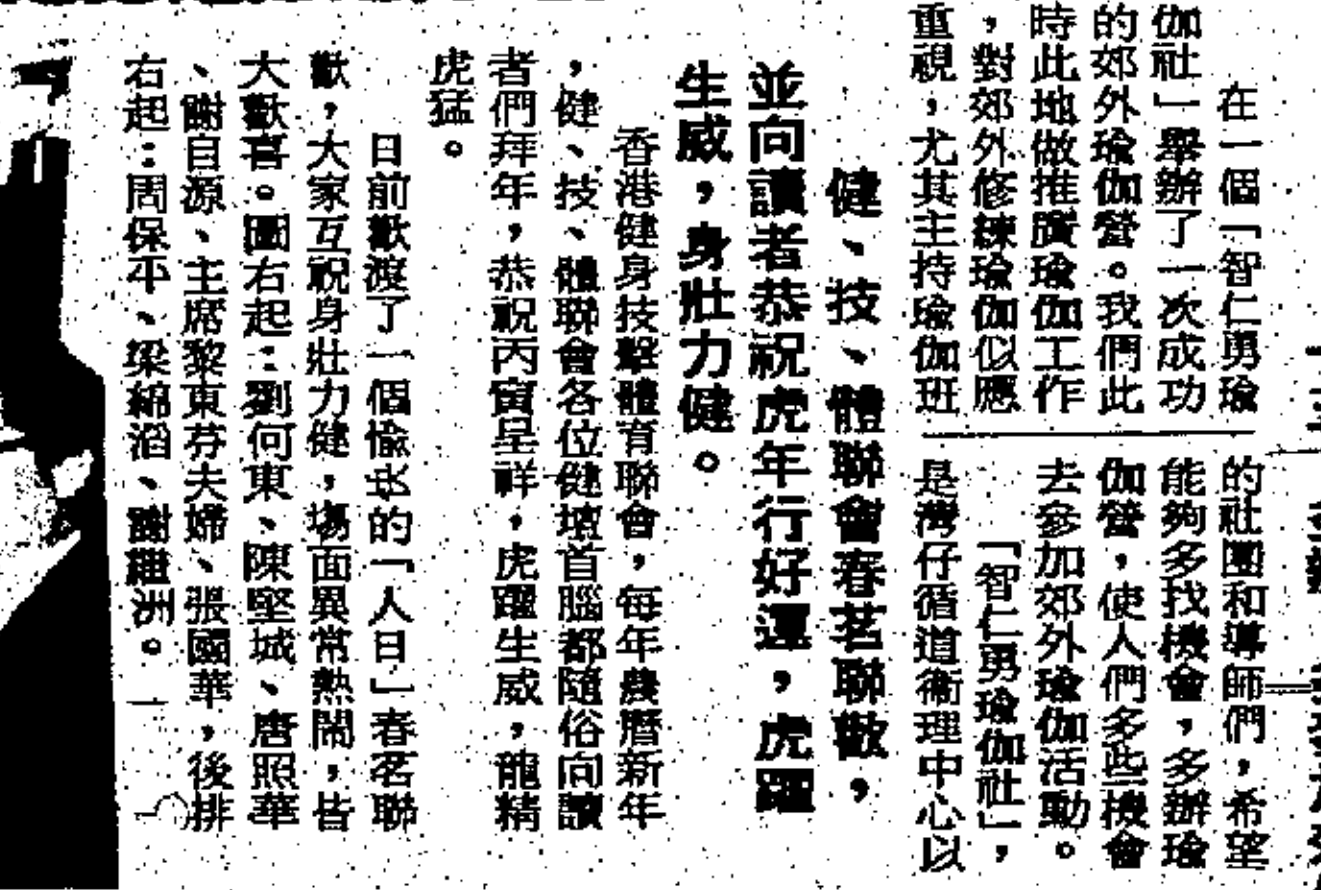 在一個「智仁勇瑜
伽社」舉辦了一次成功
的郊外瑜伽營。我們此
時此地做推廣瑜伽工作
，對郊外修練瑜伽似應
重視，尤其主持瑜伽班
的社團和導師們，希望
能夠多找機會，多辦瑜
伽營，使人們多些機會
去參加郊外瑜伽活動。
「智仁勇瑜伽社」，
是灣仔循道衞理中心以
健、技、體聯會春茗聯歡，
並向讀者恭祝虎年行好運，虎躍
生威，身壯力健。
香港健身技擊體育聯會，每年農曆新年
，健、技、體聯會各位健壇首腦都隨俗向讀
者們拜年，恭祝丙寅呈祥，虎躍生威，龍精
虎猛。
日前歡渡了一個愉快的「人日」春茗聯
歡，大家互祝身壯力健，場面異常熱鬧，皆
大歡喜。圖右起：劉何東、陳堅城、唐照華
、謝自源、主席黎東芬夫婦、張國華，後排
右起：周保平、梁綿滔、謝繼洲。